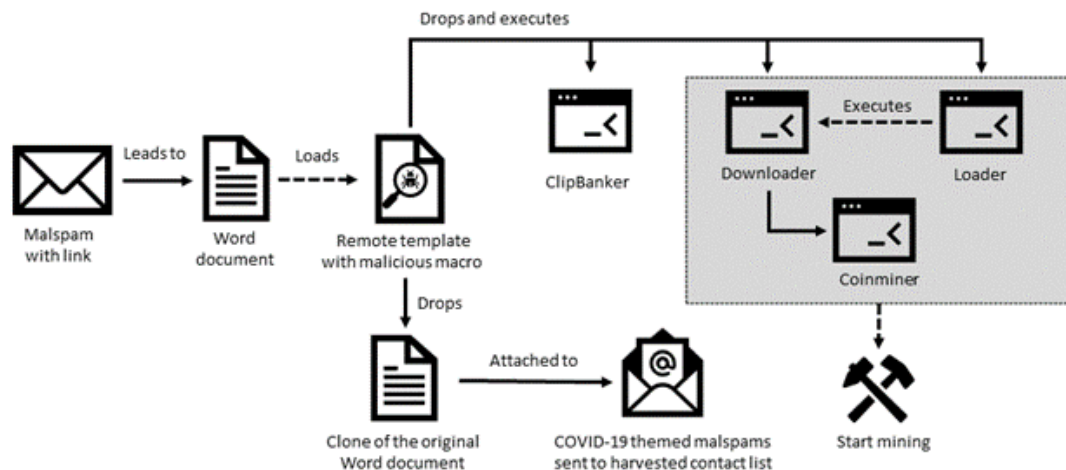 Drops and executes
Executes
Leads to
Loads
ClipBanker
Downloader
Loader
Malspam
with link
Word
document
Remote template
with malicious macro
Coinminer
Drops
Attached to
@
Clone of the original
Word document
COVID-19 themed malspams
sent to harvested contact list
Start mining